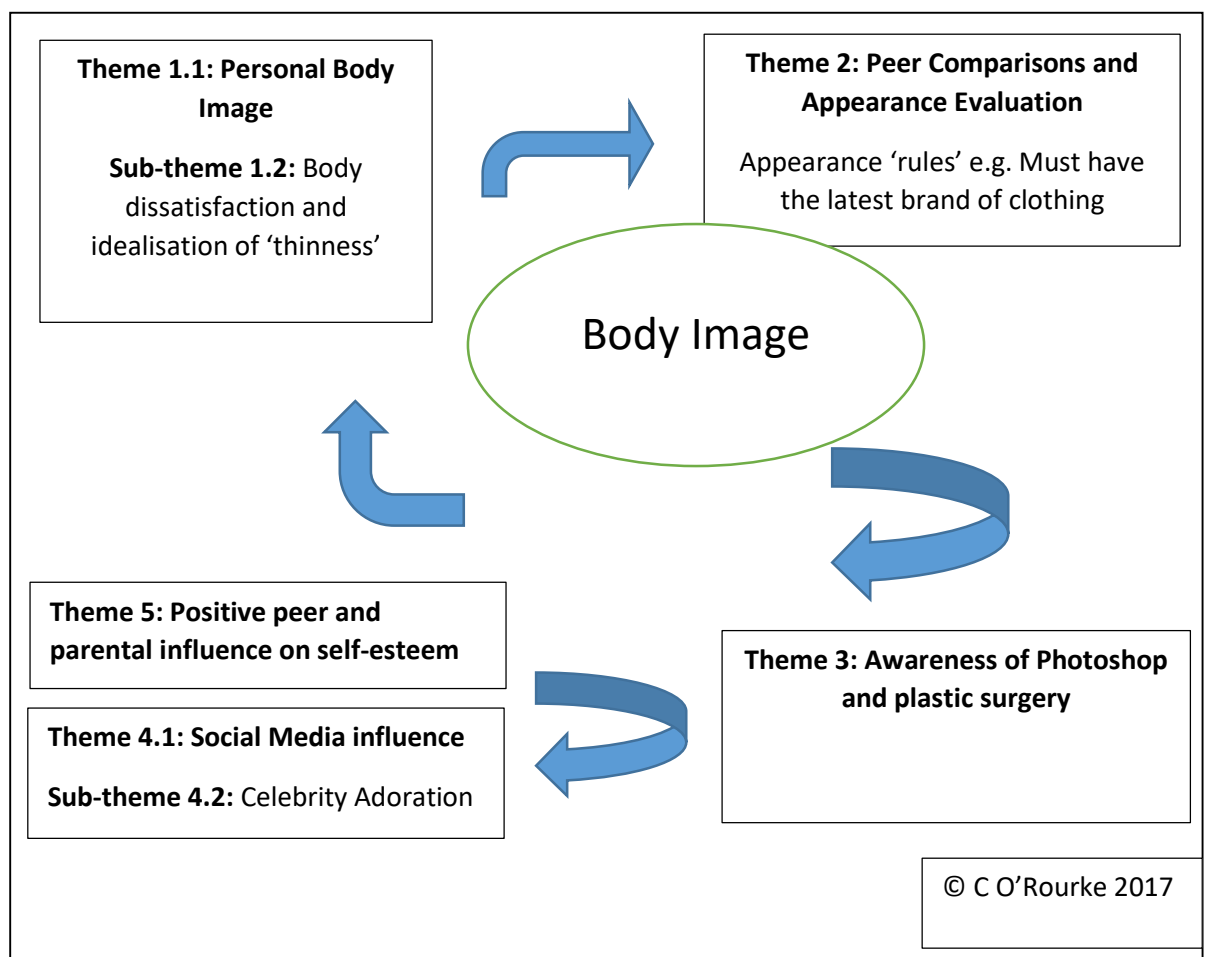 Theme 1.1: Personal Body
Image
Sub-theme 1.2: Body
dissatisfaction and
idealisation of ‘thinness’
Theme 2: Peer Comparisons and
Appearance Evaluation
Appearance ‘rules’ e.g. Must have
the latest brand of clothing
Body Image
Theme 5: Positive peer and
parental influence on self-esteem
Theme 4.1: Social Media influence
Sub-theme 4.2: Celebrity Adoration
Theme 3: Awareness of Photoshop
and plastic surgery
© C O’Rourke 2017